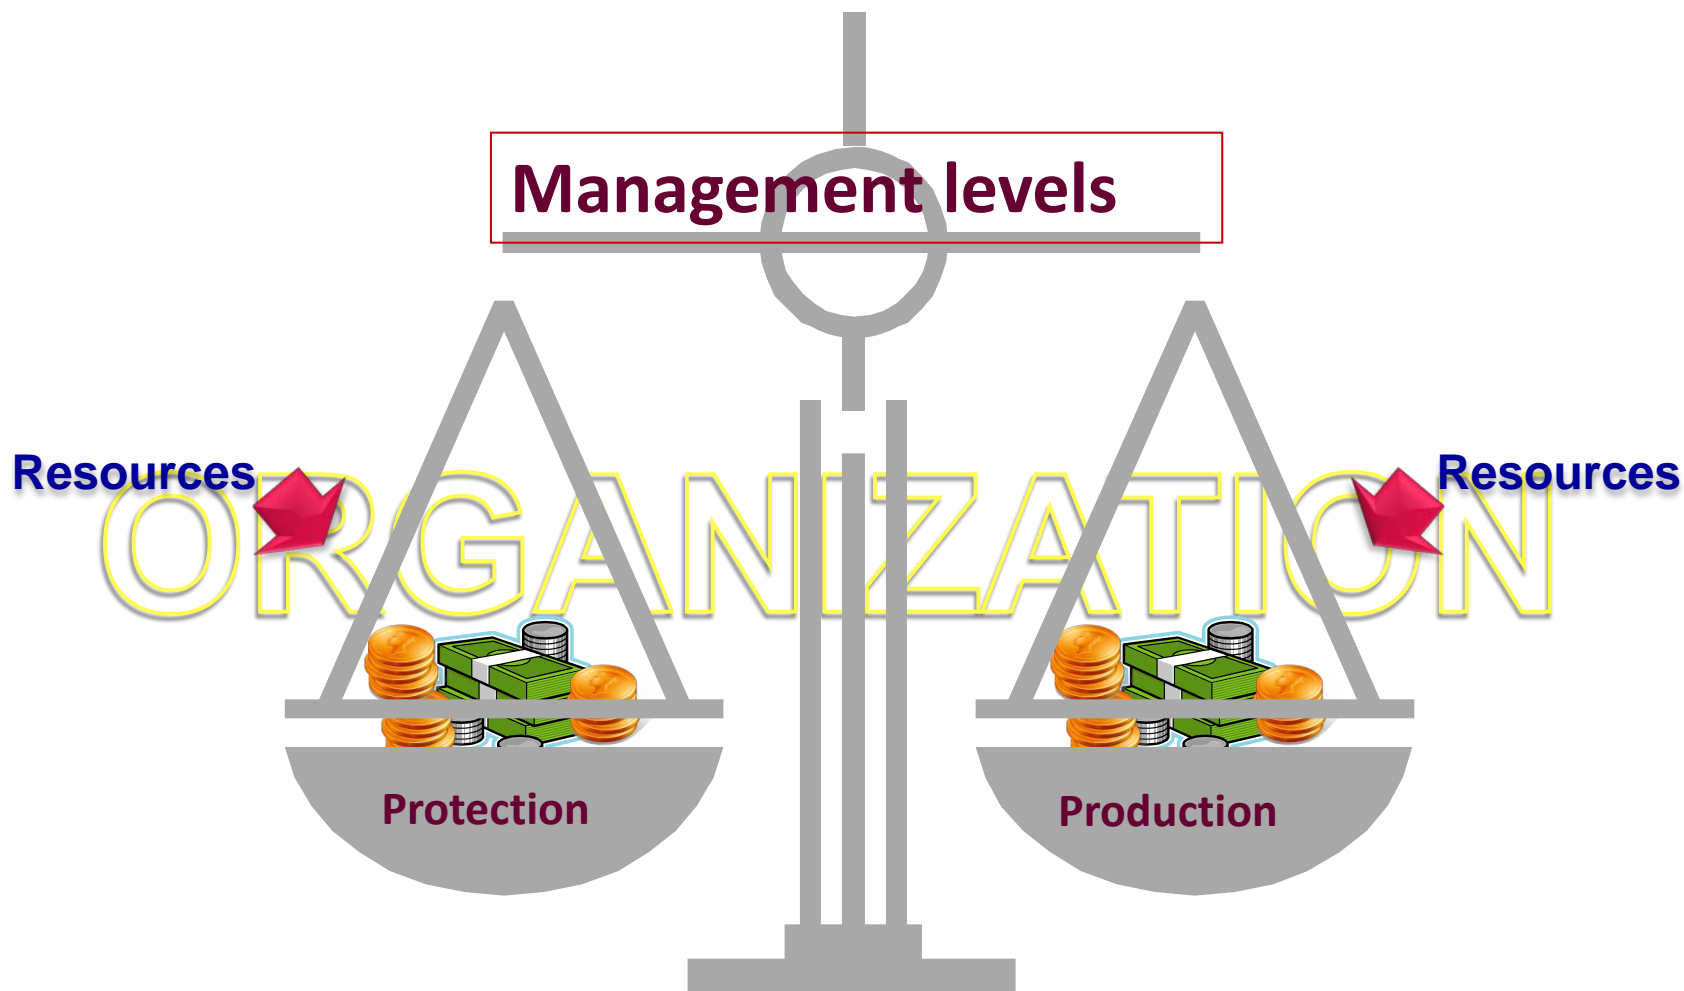 Management levels
Resources
Resources
ORGANIZATION
Protection
Production